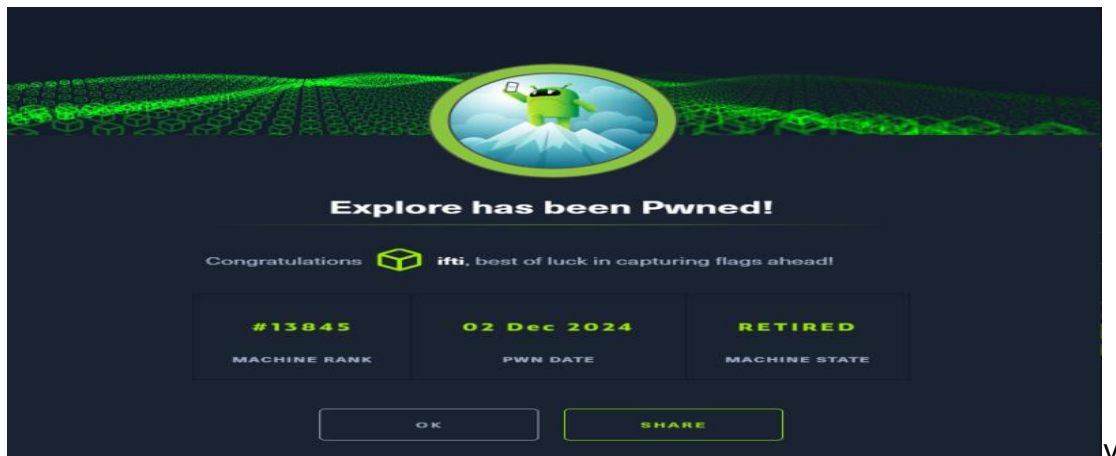 Explore has been Pwned!
Congratulations ifti, best of luck in capturing flags ahead!
#13845 02 Dec 2024 RETIRED
MACHINE RANK PWN DATE MACHINE STATE
OK SHARE